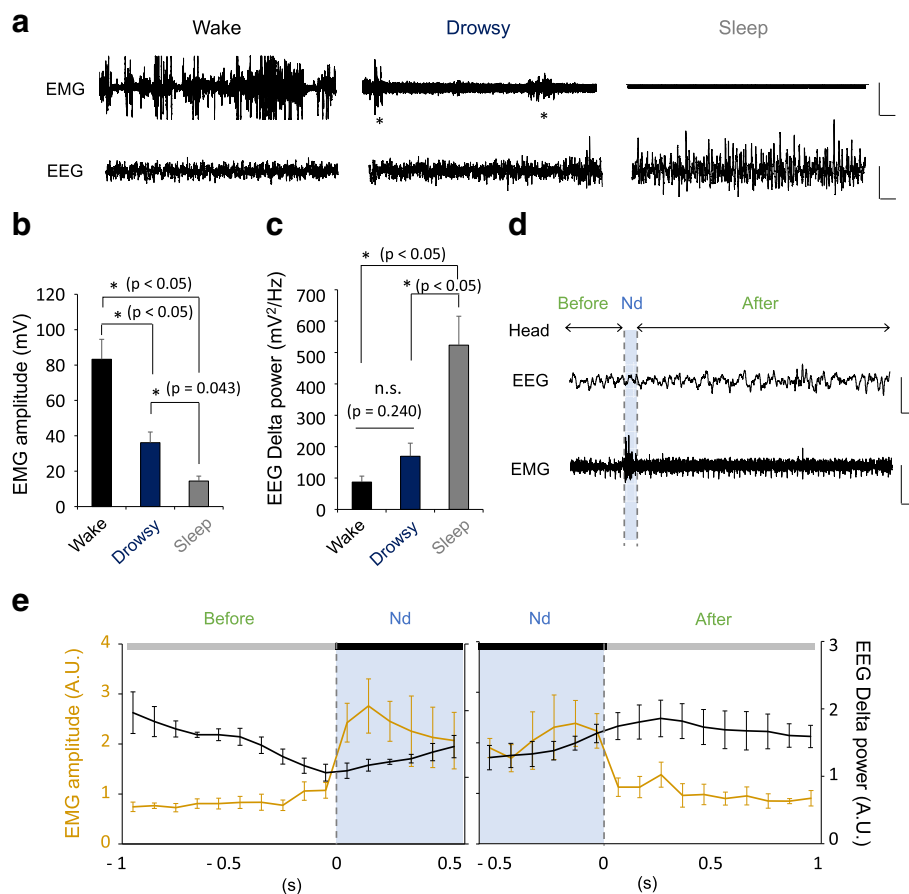 a
Wake Drowsy Sleep
EMG
* *
EEG
b
EMG amplitude (mV)
* (p < 0.05)
* (p < 0.05)
* (p = 0.043)
120
100
80
60
40
20
0
Wake Drowsy Sleep
c
EEG Delta power (mV²/Hz)
* (p < 0.05)
* (p < 0.05)
n.s.
(p = 0.240)
700
600
500
400
300
200
100
0
Wake Drowsy Sleep
d
Before Nd After
Head
EEG
EMG
e
Before Nd Nd After
EMG amplitude (A.U.)
4
3
2
1
0
- 1 - 0.5 0 0.5
(s)
- 0.5 0 0.5 1
(s)
3
2
1
0
EEG Delta power (A.U.)